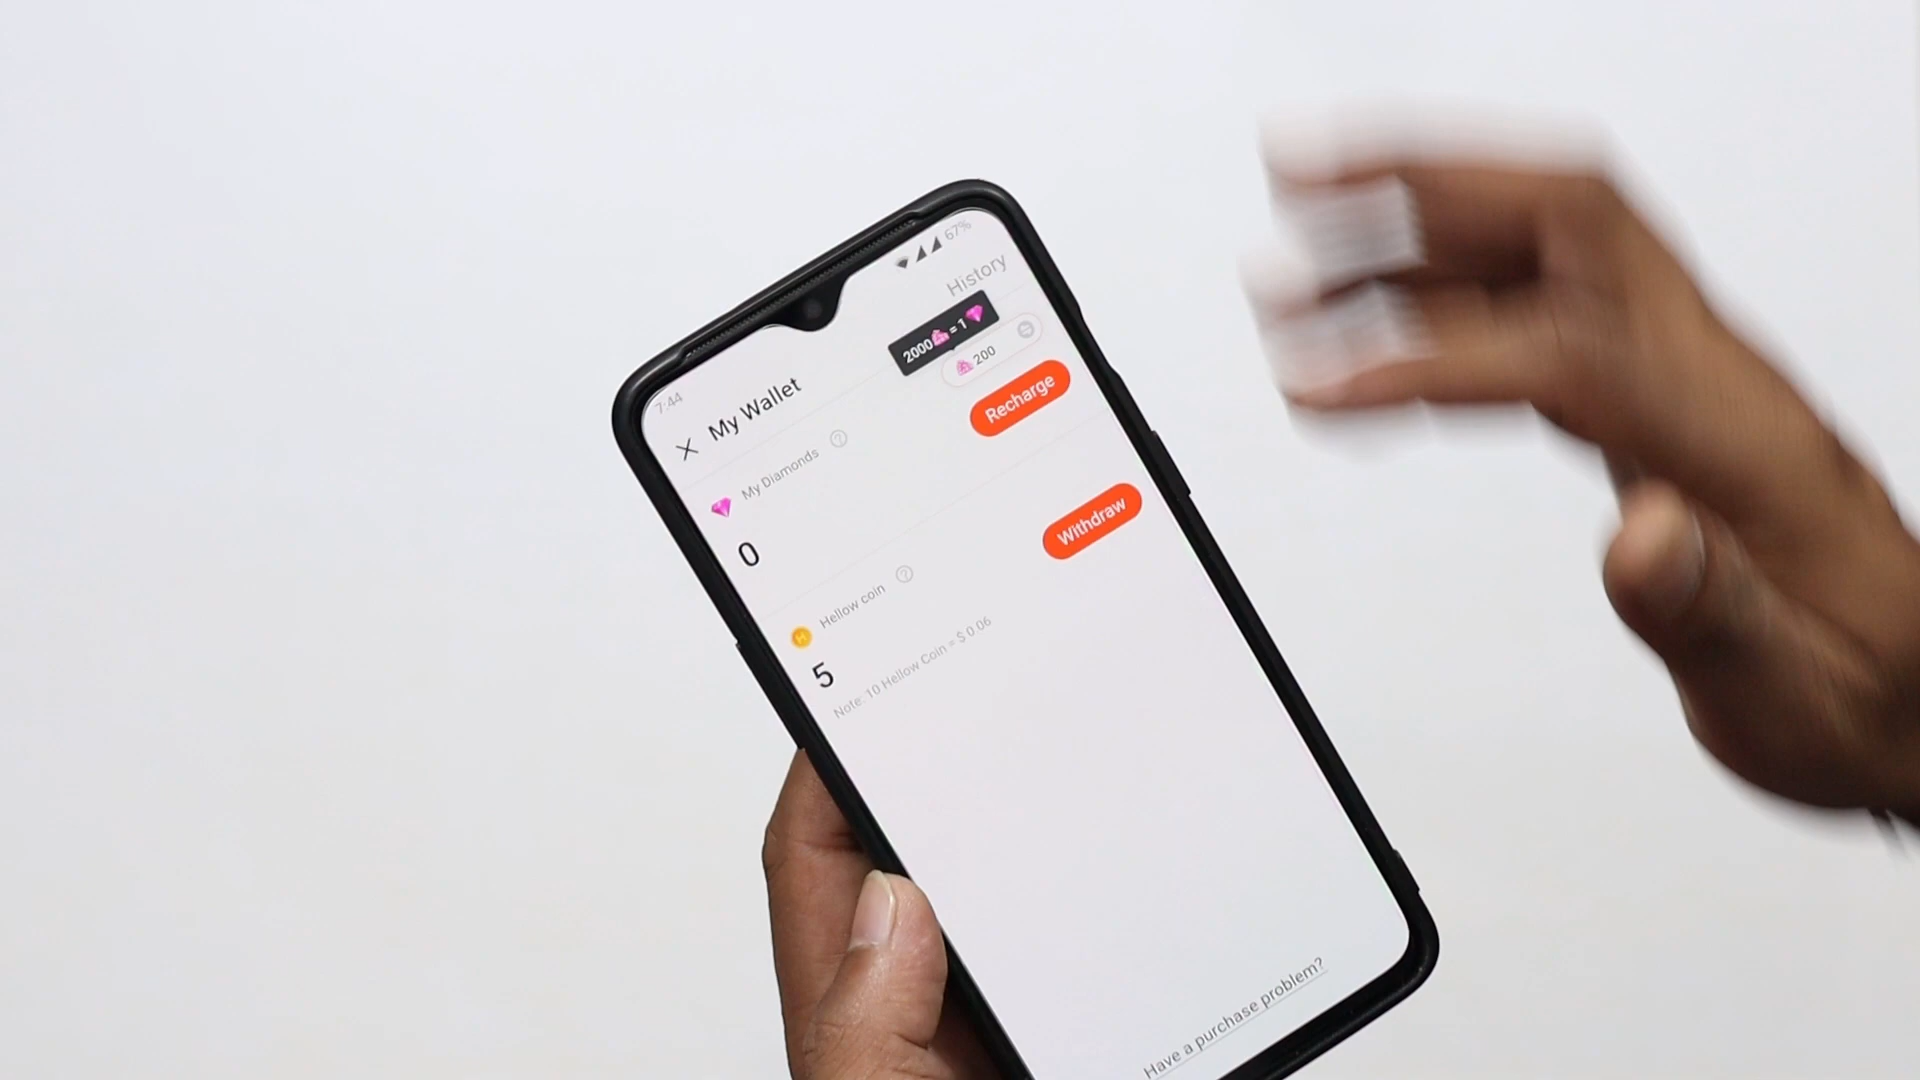 7:44
67%
My Wallet
History
2000 = 1
200
My Diamonds
Recharge
0
Hellow coin
Withdraw
5
Note: 10 Hellow Coin = $ 0.06
Have a purchase problem?